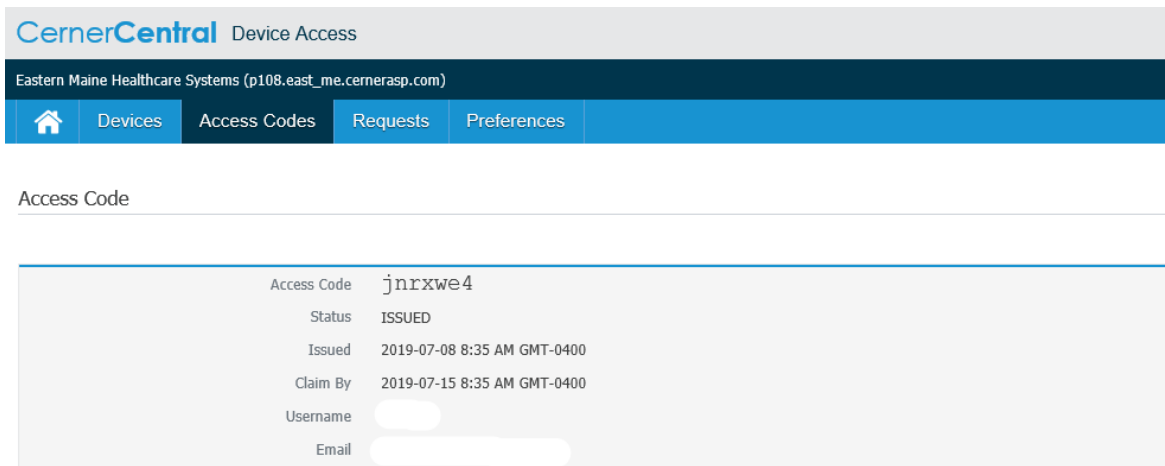 CernerCentral Device Access
Eastern Maine Healthcare Systems (p108.east_me.cernerasp.com)
Devices Access Codes Requests Preferences
Access Code
Access Code jnrxwe4
Status ISSUED
Issued 2019-07-08 8:35 AM GMT-0400
Claim By 2019-07-15 8:35 AM GMT-0400
Username
Email